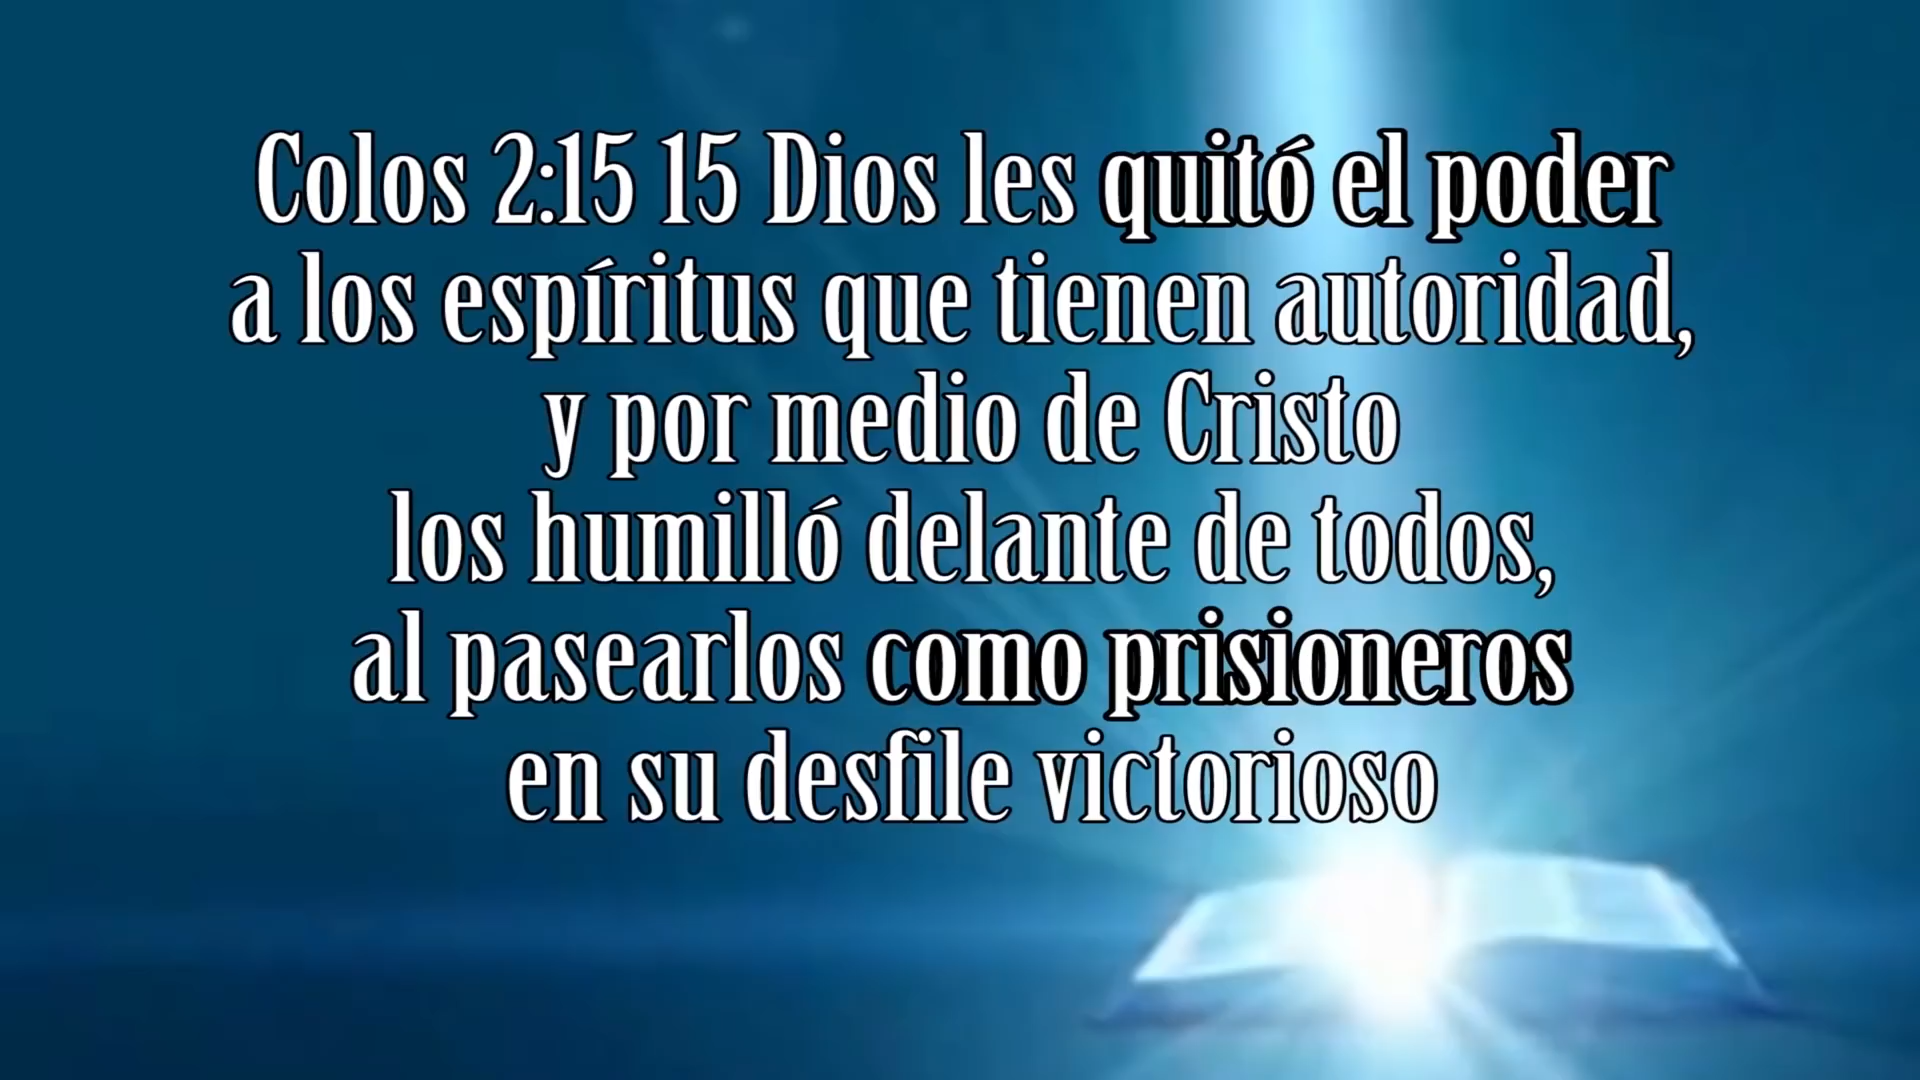 Colos 2:15 15 Dios les quitó el poder
a los espíritus que tienen autoridad,
y por medio de Cristo
los humilló delante de todos,
al pasearlos como prisioneros
en su desfile victorioso